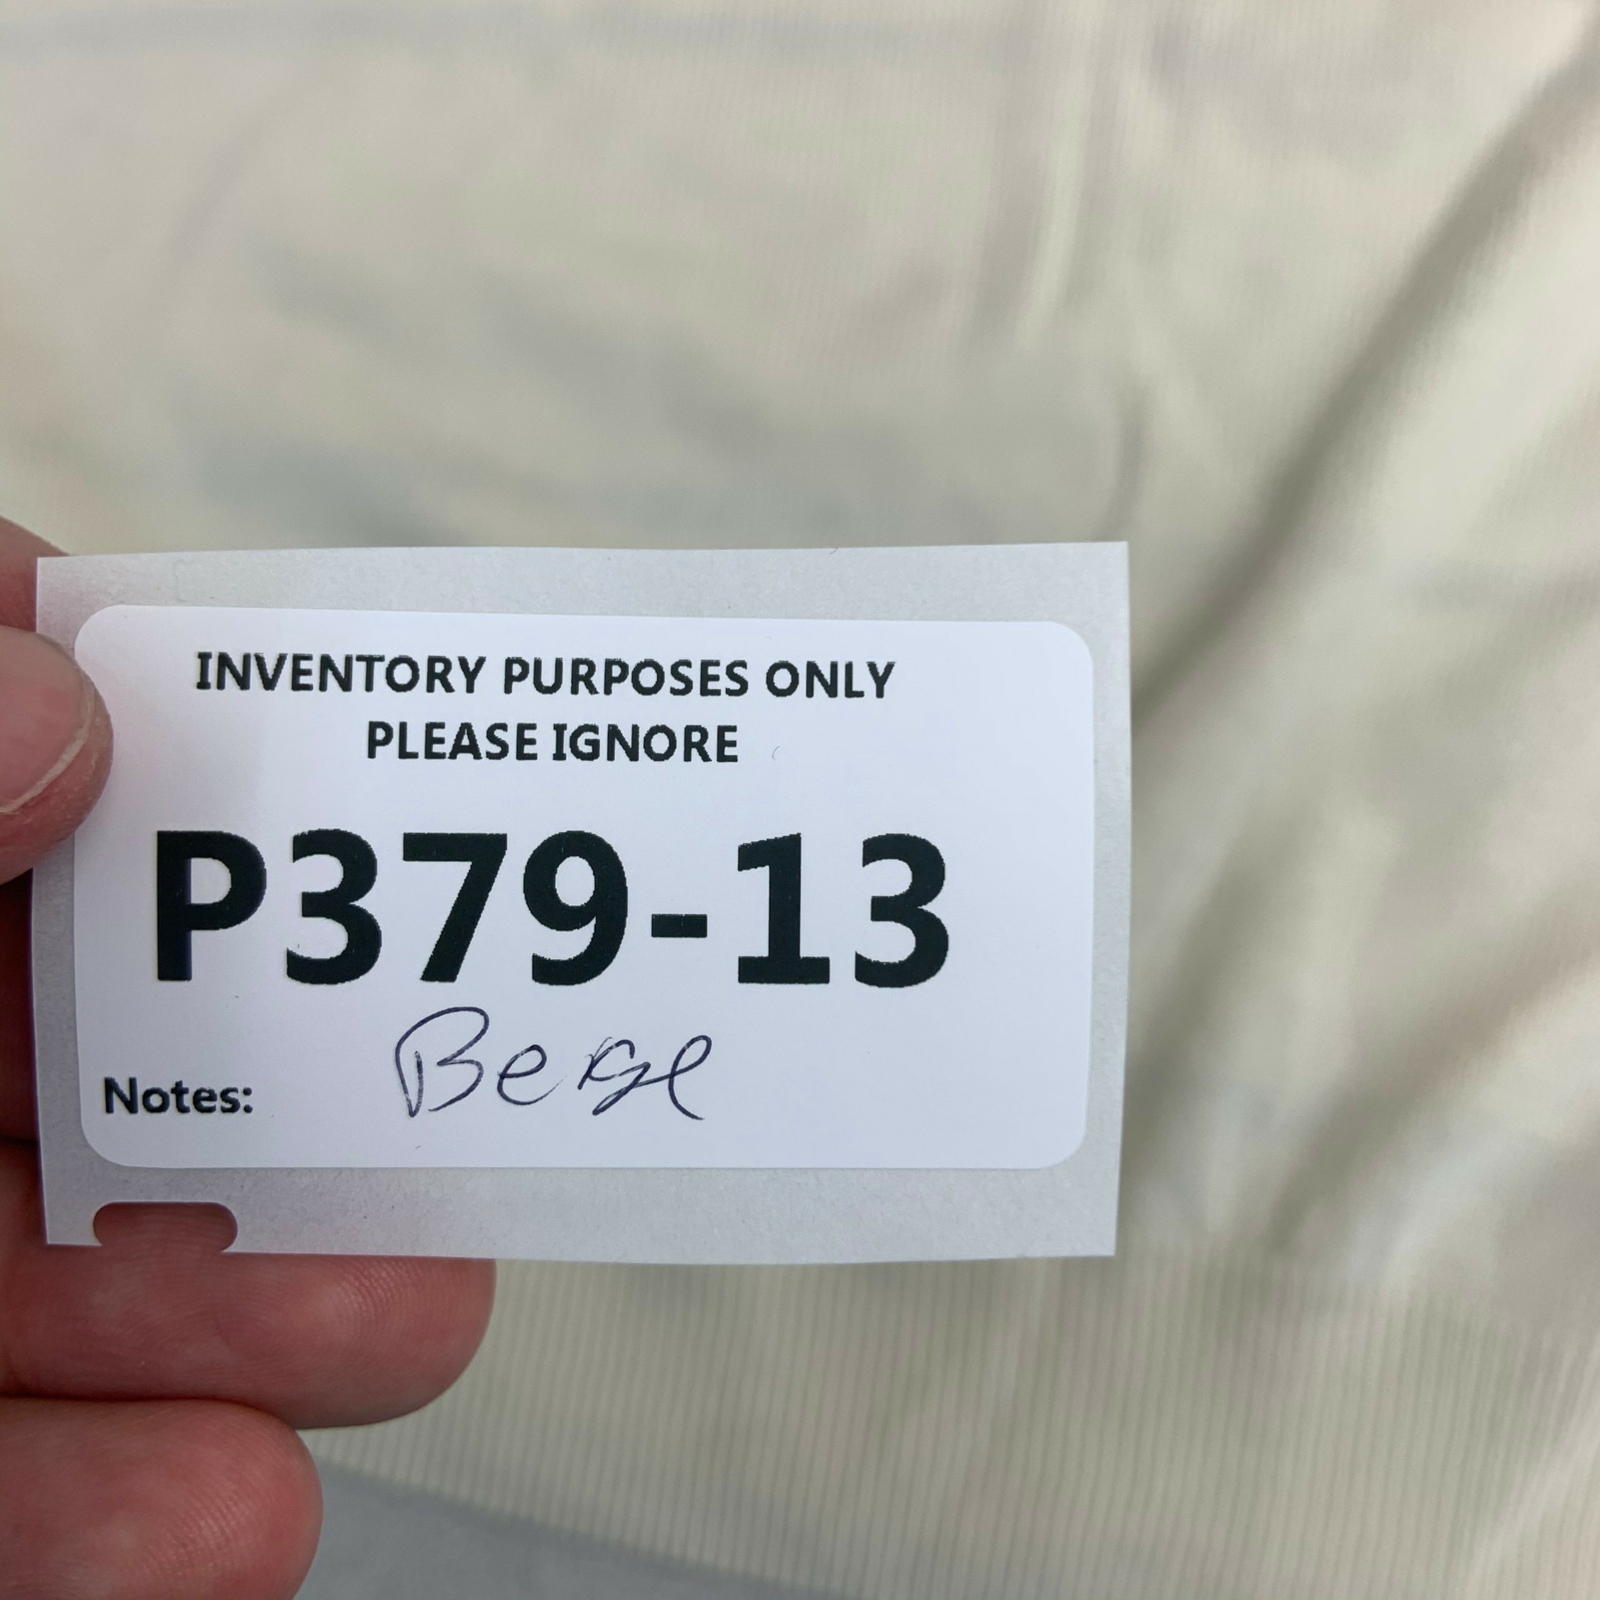 INVENTORY PURPOSES ONLY
PLEASE IGNORE
P379-13
Beige
Notes: